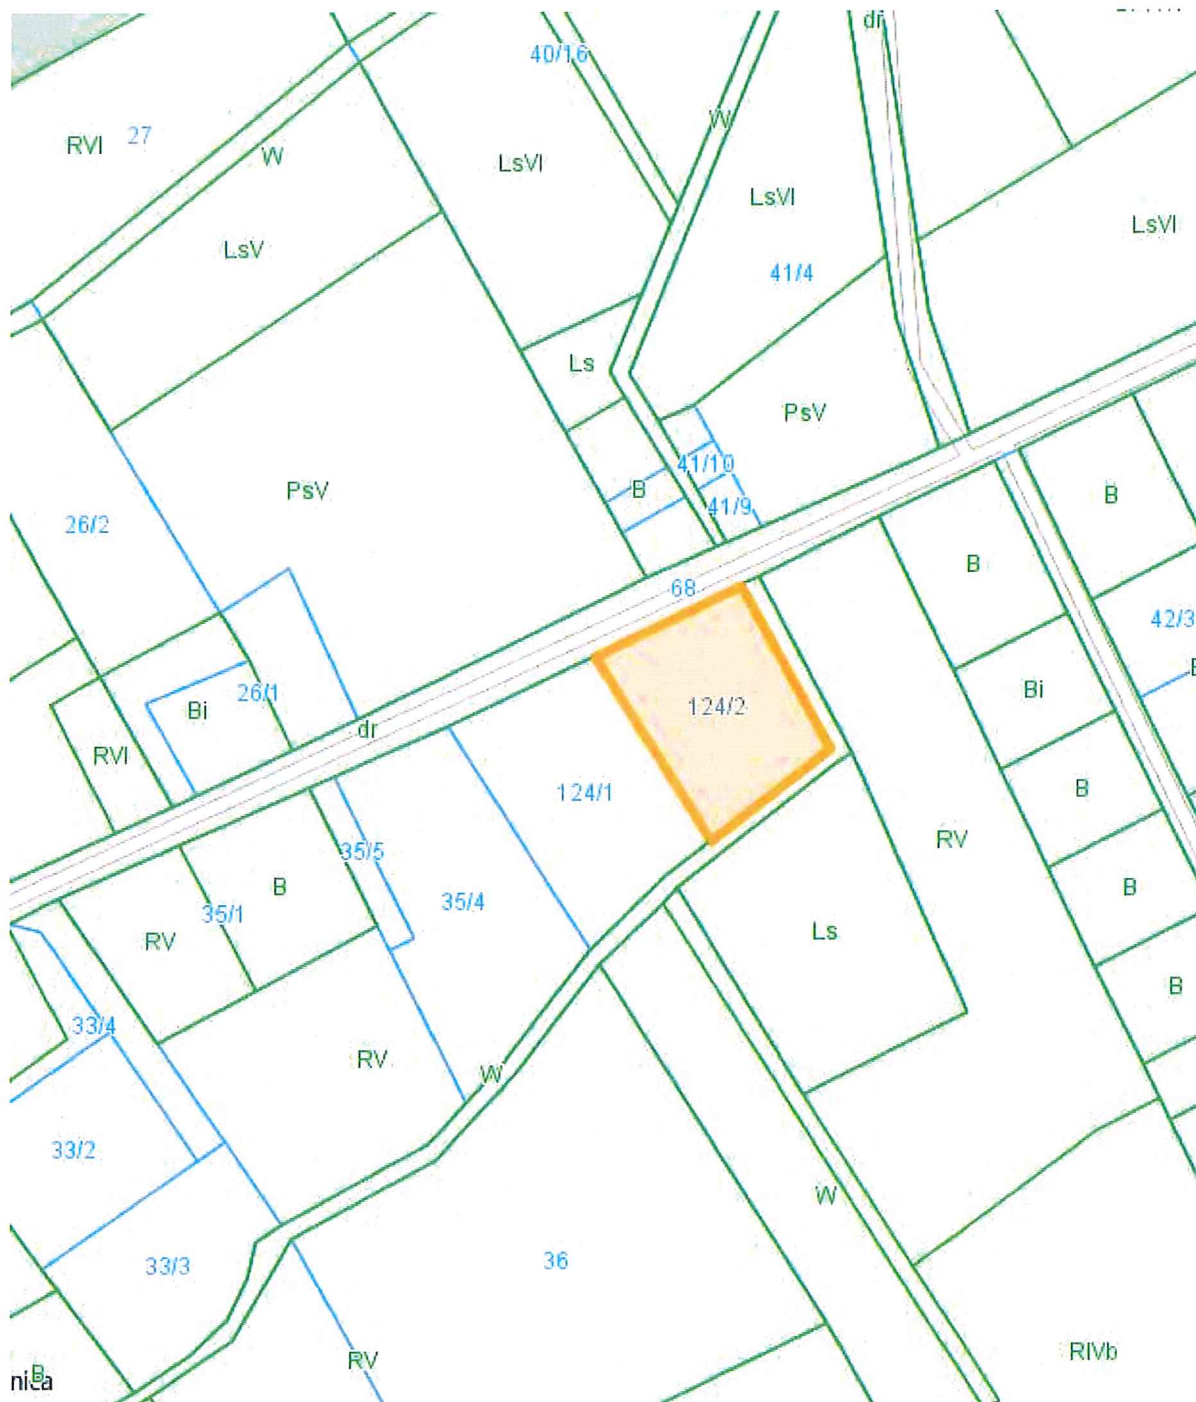 dr
40/16
W
27
RVI
W
LsVI
LsVI
LsVI
LsV
41/4
Ls
PsV
41/10
PsV
B
B
41/9
26/2
B
68
42/3
Bi
26/1
Bi
124/2
dr
RVI
B
124/1
RV
35/5
B
B
35/4
35/1
Ls
RV
B
33/4
RV
W
33/2
W
36
33/3
RV
RIVb
B
nica